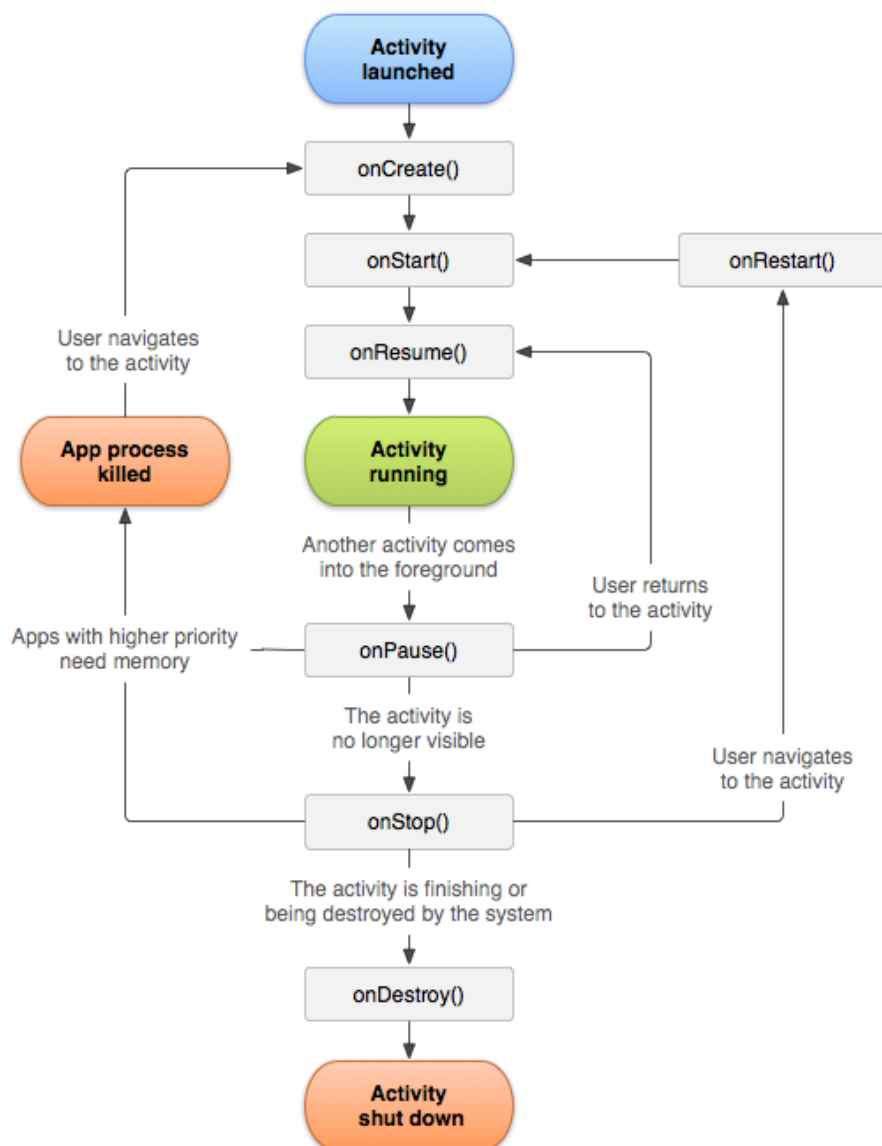 Activity
launched
onCreate()
onStart()
onRestart()
User navigates
to the activity
onResume()
App process
killed
Activity
running
Another activity comes
into the foreground
User returns
to the activity
Apps with higher priority
need memory
onPause()
The activity is
no longer visible
User navigates
to the activity
onStop()
The activity is finishing or
being destroyed by the system
onDestroy()
Activity
shut down